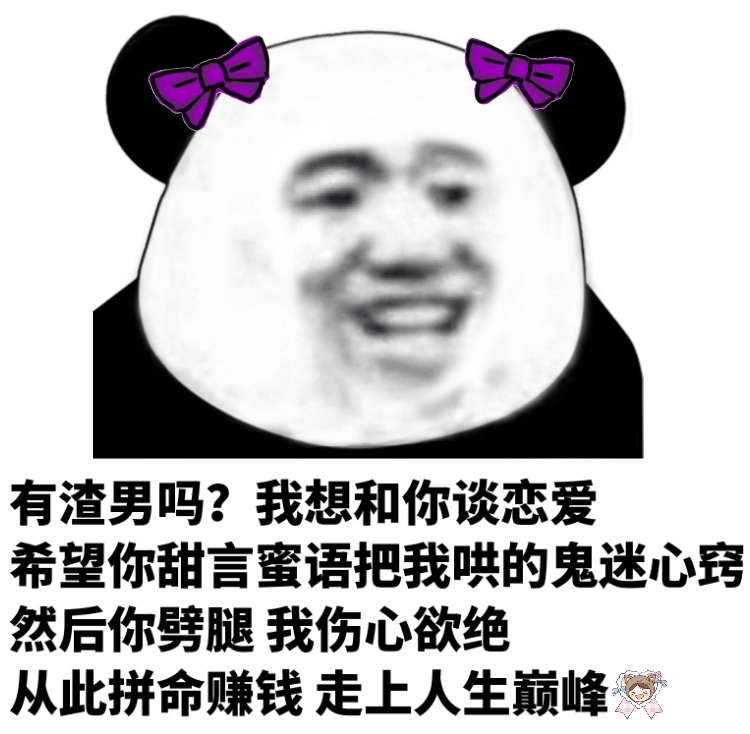 有渣男吗？我想和你谈恋爱
希望你甜言蜜语把我哄的鬼迷心窍
然后你劈腿 我伤心欲绝
从此拼命赚钱 走上人生巅峰